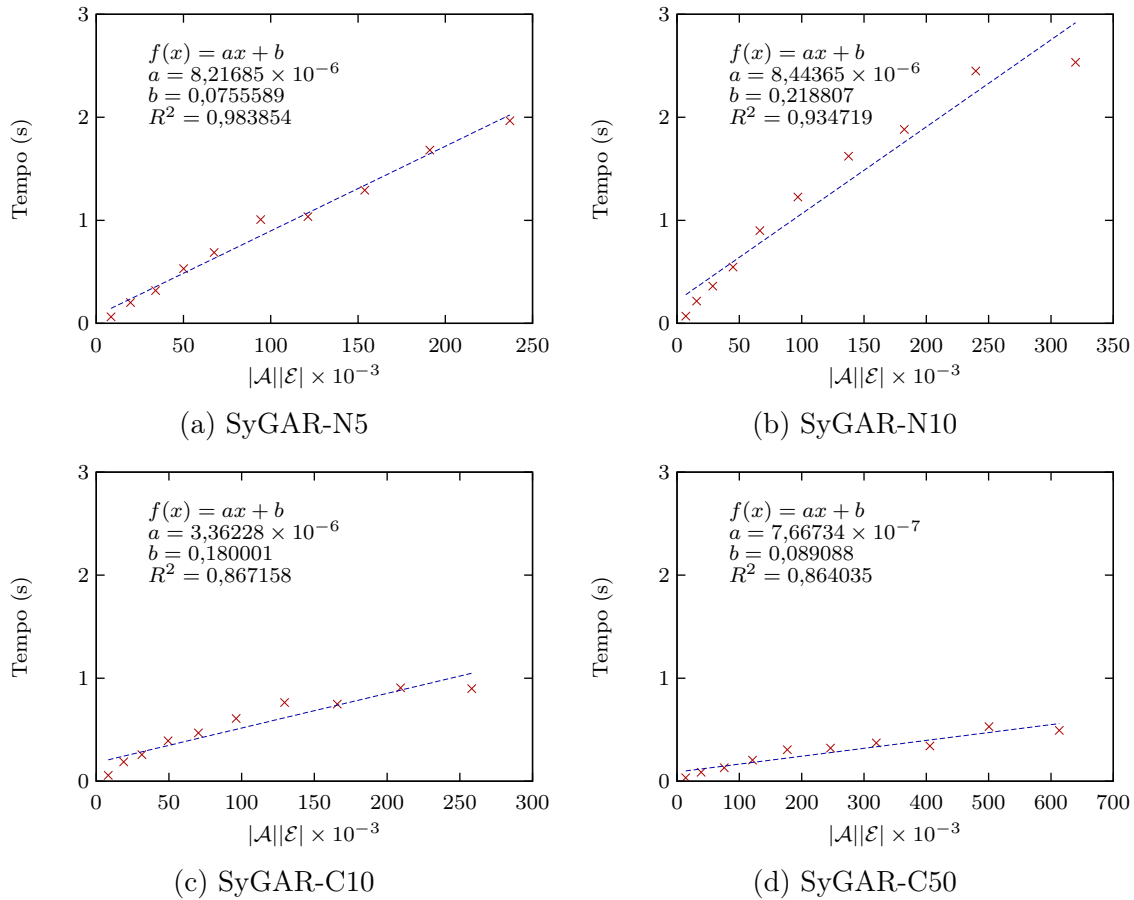 3
2
1
0
Tempo (s)
f(x) = ax + b
a = 8,21685 × 10⁻⁶
b = 0,0755589
R² = 0,983854
0 50 100 150 200 250
|𝒜||ℰ| × 10⁻³
(a) SyGAR-N5
3
2
1
0
Tempo (s)
f(x) = ax + b
a = 8,44365 × 10⁻⁶
b = 0,218807
R² = 0,934719
0 50 100 150 200 250 300 350
|𝒜||ℰ| × 10⁻³
(b) SyGAR-N10
3
2
1
0
Tempo (s)
f(x) = ax + b
a = 3,36228 × 10⁻⁶
b = 0,180001
R² = 0,867158
0 50 100 150 200 250 300
|𝒜||ℰ| × 10⁻³
(c) SyGAR-C10
3
2
1
0
Tempo (s)
f(x) = ax + b
a = 7,66734 × 10⁻⁷
b = 0,089088
R² = 0,864035
0 100 200 300 400 500 600 700
|𝒜||ℰ| × 10⁻³
(d) SyGAR-C50